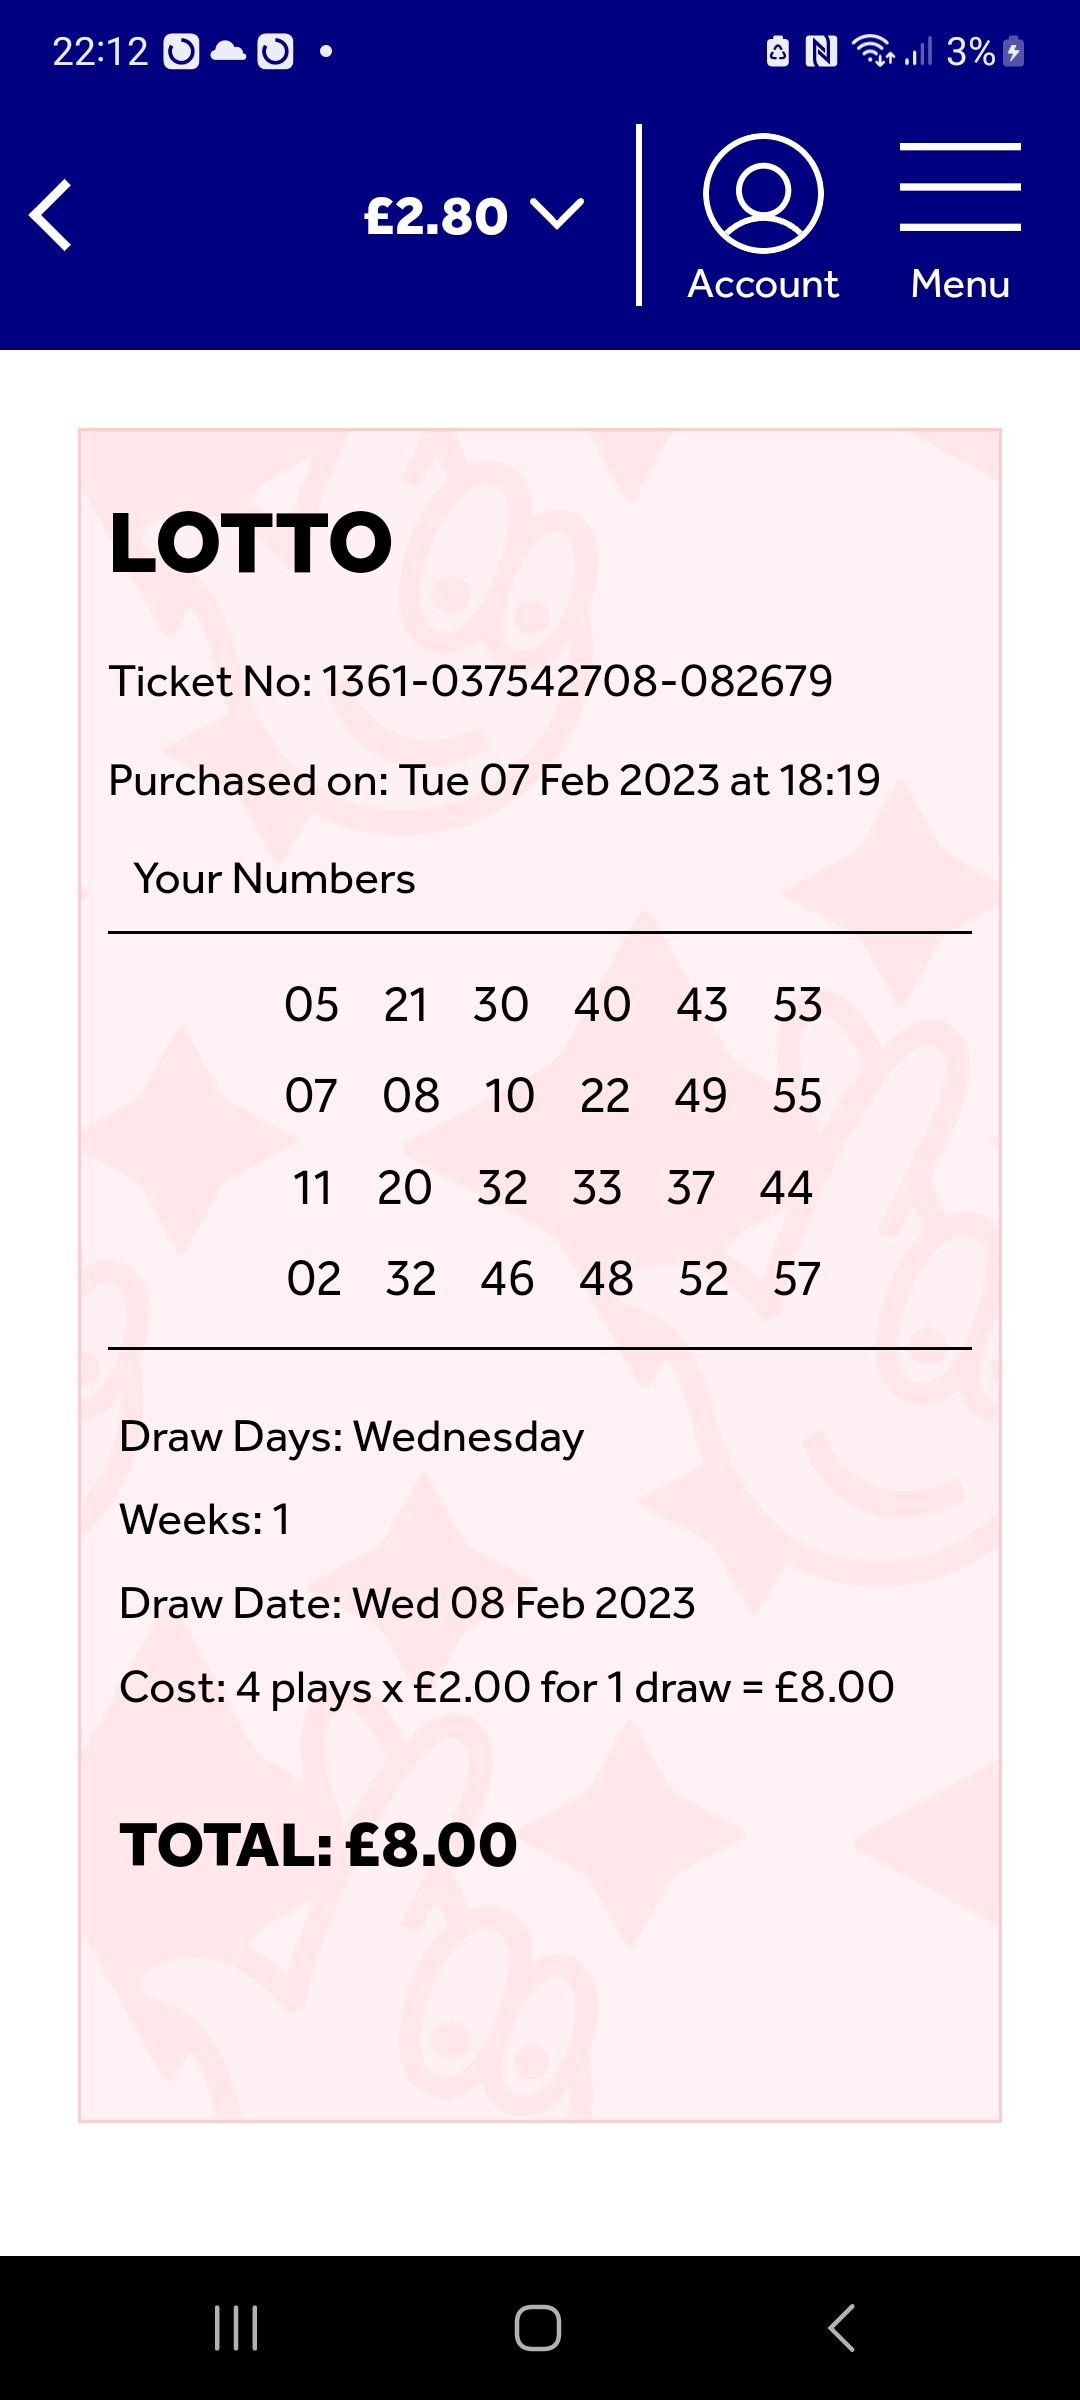 22:12
3%
£2.80
Account Menu
LOTTO
Ticket No: 1361-037542708-082679
Purchased on: Tue 07 Feb 2023 at 18:19
Your Numbers
05 21 30 40 43 53
07 08 10 22 49 55
11 20 32 33 37 44
02 32 46 48 52 57
Draw Days: Wednesday
Weeks: 1
Draw Date: Wed 08 Feb 2023
Cost: 4 plays x £2.00 for 1 draw = £8.00
TOTAL: £8.00